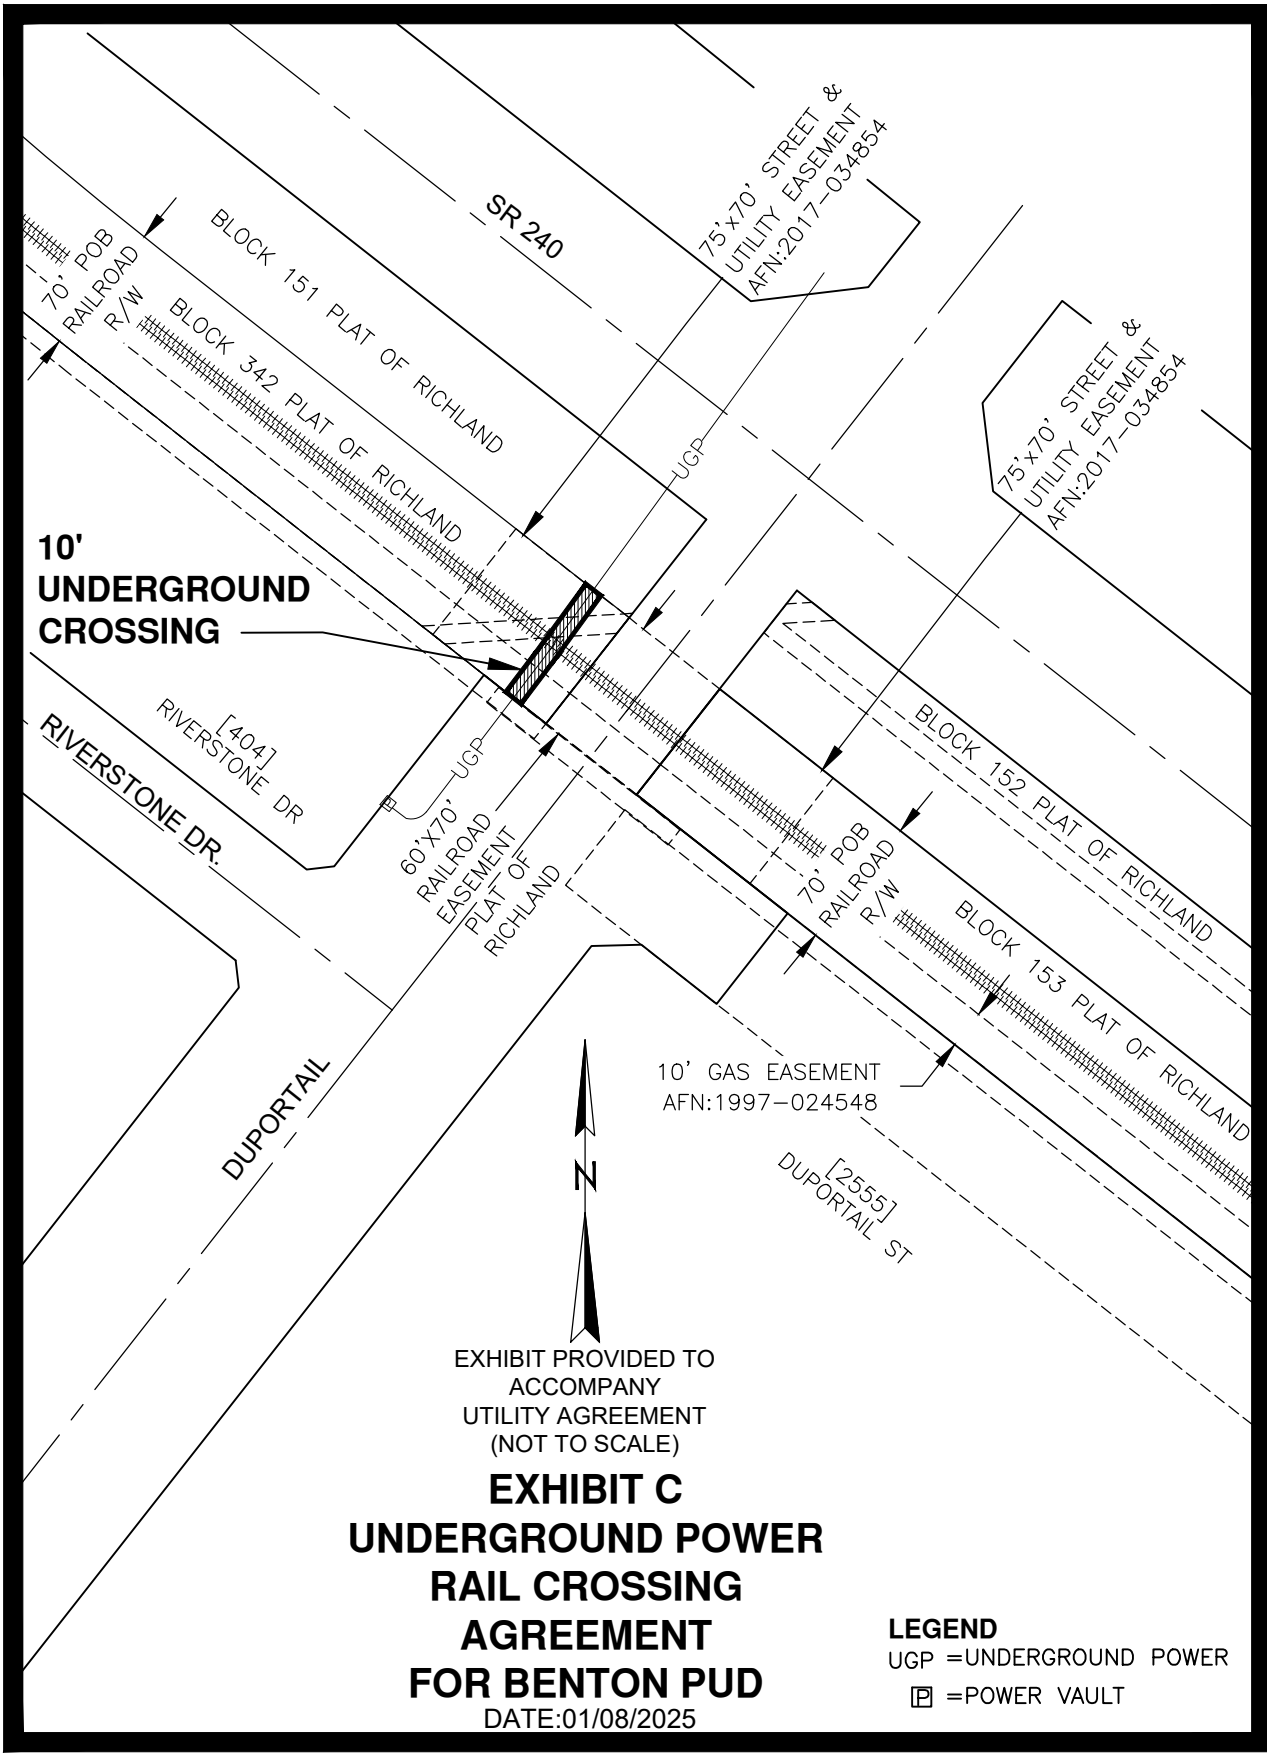 75'x70' STREET &
UTILITY EASEMENT
AFN:2017-034854
SR 240
BLOCK 151 PLAT OF RICHLAND
70' POB
RAILROAD
R/W
BLOCK 342 PLAT OF RICHLAND
75'x70' STREET &
UTILITY EASEMENT
AFN:2017-034854
UGP
10'
UNDERGROUND
CROSSING
[404]
RIVERSTONE DR
RIVERSTONE DR.
UGP
P
60'X70'
RAILROAD
EASEMENT
PLAT OF
RICHLAND
BLOCK 152 PLAT OF RICHLAND
70' POB
RAILROAD
R/W
BLOCK 153 PLAT OF RICHLAND
10' GAS EASEMENT
AFN:1997-024548
DUPORTAIL
[2555]
DUPORTAIL ST
N
EXHIBIT PROVIDED TO
ACCOMPANY
UTILITY AGREEMENT
(NOT TO SCALE)
EXHIBIT C
UNDERGROUND POWER
RAIL CROSSING
AGREEMENT
FOR BENTON PUD
DATE:01/08/2025
LEGEND
UGP =UNDERGROUND POWER
P =POWER VAULT